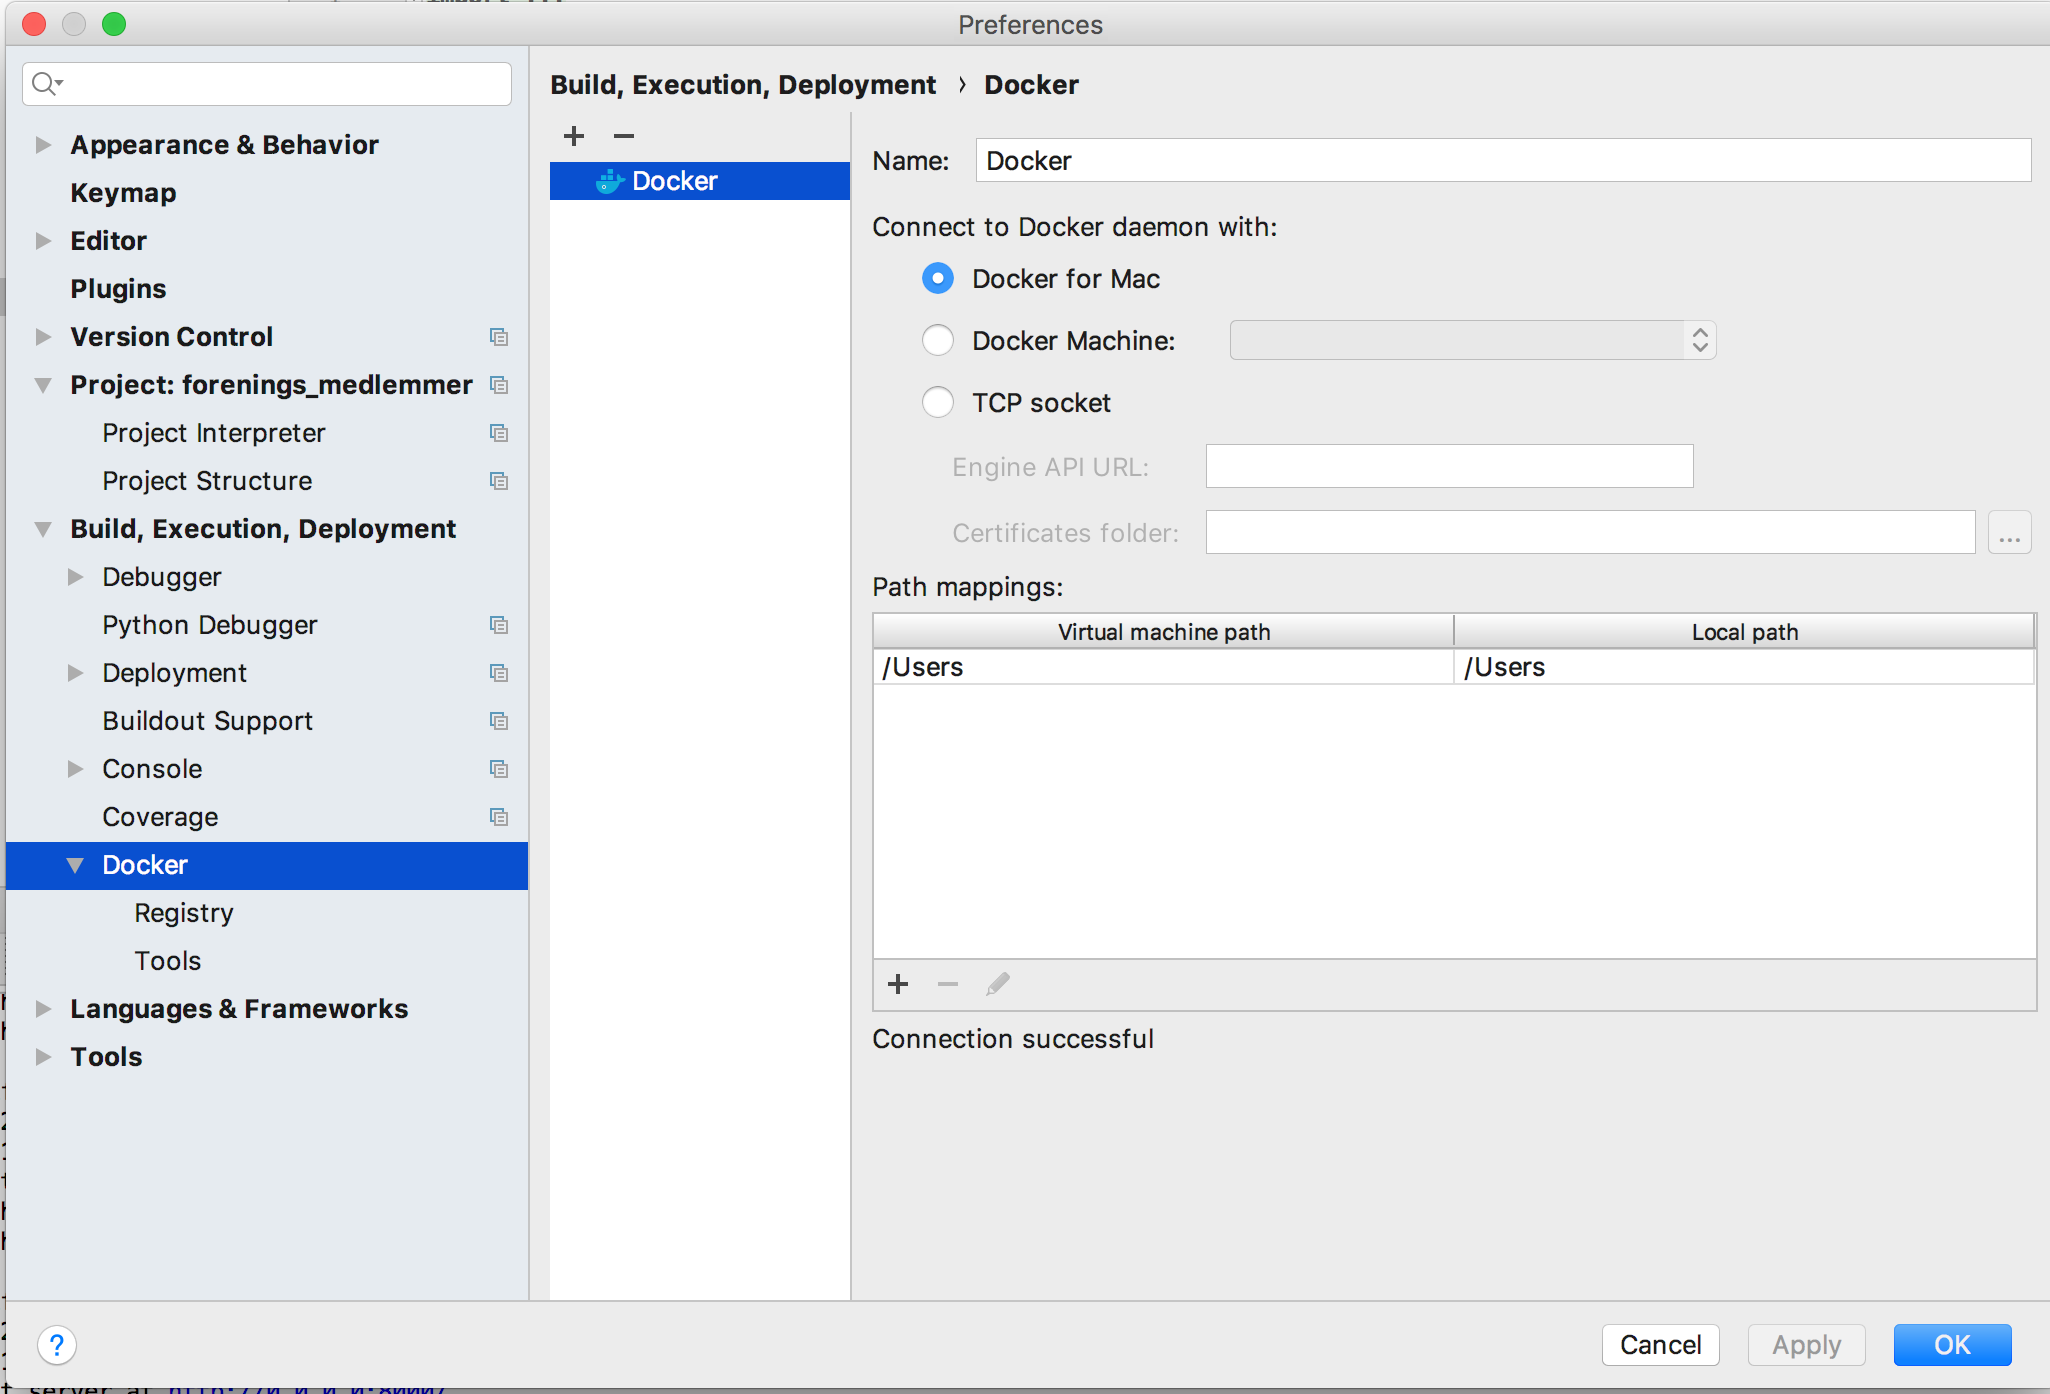 Preferences
Appearance & Behavior
Keymap
Editor
Plugins
Version Control
Project: forenings_medlemmer
Project Interpreter
Project Structure
Build, Execution, Deployment
Debugger
Python Debugger
Deployment
Buildout Support
Console
Coverage
Docker
Registry
Tools
Languages & Frameworks
Tools
Build, Execution, Deployment › Docker
Docker
Name: Docker
Connect to Docker daemon with:
Docker for Mac
Docker Machine:
TCP socket
Engine API URL:
Certificates folder:
...
Path mappings:
Virtual machine path Local path
/Users /Users
Connection successful
?
Cancel Apply OK